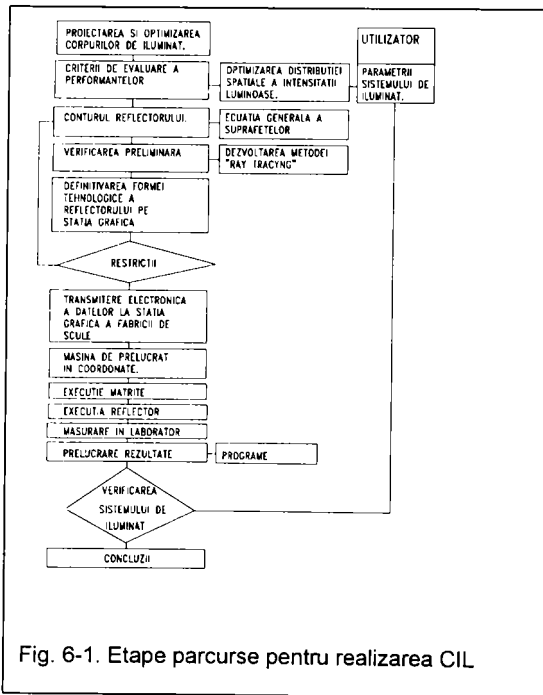 PROIECTAREA SI OPTIMIZAREA
CORPURILOR DE ILUMINAT.
UTILIZATOR
CRITERII DE EVALUARE A
PERFORMANTELOR
OPTIMIZAREA DISTRIBUTIEI
SPATIALE A INTENSITATII
LUMINOASE.
PARAMETRII
SISTEMULUI DE
ILUMINAT.
CONTURUL REFLECTORULUI.
ECUATIA GENERALA A
SUPRAFETELOR
VERIFICAREA PRELIMINARA
DEZVOLTAREA METODEI
"RAY TRACYNG"
DEFINITIVAREA FORMEI
TEHNOLOGICE A
REFLECTORULUI PE
STATIA GRAFICA
RESTRICTII
TRANSMITERE ELECTRONICA
A DATELOR LA STATIA
GRAFICA A FABRICII DE
SCULE
MASINA DE PRELUCRAT
IN COORDONATE.
EXECUTIE MATRITE
EXECUTIA REFLECTOR
MASURARE IN LABORATOR
PRELUCRARE REZULTATE
PROGRAME
VERIFICAREA
SISTEMULUI DE
ILUMINAT
CONCLUZII
Fig. 6-1. Etape parcurse pentru realizarea CIL